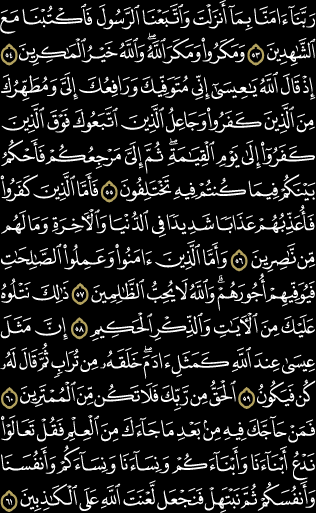 رَبَّنَآ ءَامَنَّا بِمَآ أَنزَلْتَ وَٱتَّبَعْنَا ٱلرَّسُولَ فَٱكْتُبْنَا مَعَ
ٱلشَّٰهِدِينَ ٥٣ وَمَكَرُوا۟ وَمَكَرَ ٱللَّهُ ۖ وَٱللَّهُ خَيْرُ ٱلْمَٰكِرِينَ ٥٤
إِذْ قَالَ ٱللَّهُ يَٰعِيسَىٰٓ إِنِّى مُتَوَفِّيكَ وَرَافِعُكَ إِلَىَّ وَمُطَهِّرُكَ
مِنَ ٱلَّذِينَ كَفَرُوا۟ وَجَاعِلُ ٱلَّذِينَ ٱتَّبَعُوكَ فَوْقَ ٱلَّذِينَ
كَفَرُوٓا۟ إِلَىٰ يَوْمِ ٱلْقِيَٰمَةِ ۖ ثُمَّ إِلَىَّ مَرْجِعُكُمْ فَأَحْكُمُ
بَيْنَكُمْ فِيمَا كُنتُمْ فِيهِ تَخْتَلِفُونَ ٥٥ فَأَمَّا ٱلَّذِينَ كَفَرُوا۟
فَأُعَذِّبُهُمْ عَذَابًا شَدِيدًا فِى ٱلدُّنْيَا وَٱلْءَاخِرَةِ وَمَا لَهُم
مِّن نَّٰصِرِينَ ٥٦ وَأَمَّا ٱلَّذِينَ ءَامَنُوا۟ وَعَمِلُوا۟ ٱلصَّٰلِحَٰتِ
فَيُوَفِّيهِمْ أُجُورَهُمْ ۗ وَٱللَّهُ لَا يُحِبُّ ٱلظَّٰلِمِينَ ٥٧ ذَٰلِكَ نَتْلُوهُ
عَلَيْكَ مِنَ ٱلْءَايَٰتِ وَٱلذِّكْرِ ٱلْحَكِيمِ ٥٨ إِنَّ مَثَلَ
عِيسَىٰ عِندَ ٱللَّهِ كَمَثَلِ ءَادَمَ ۖ خَلَقَهُۥ مِن تُرَابٍ ثُمَّ قَالَ لَهُۥ
كُن فَيَكُونُ ٥٩ ٱلْحَقُّ مِن رَّبِّكَ فَلَا تَكُن مِّنَ ٱلْمُمْتَرِينَ ٦٠
فَمَنْ حَآجَّكَ فِيهِ مِنۢ بَعْدِ مَا جَآءَكَ مِنَ ٱلْعِلْمِ فَقُلْ تَعَالَوْا۟
نَدْعُ أَبْنَآءَنَا وَأَبْنَآءَكُمْ وَنِسَآءَنَا وَنِسَآءَكُمْ وَأَنفُسَنَا
وَأَنفُسَكُمْ ثُمَّ نَبْتَهِلْ فَنَجْعَل لَّعْنَتَ ٱللَّهِ عَلَى ٱلْكَٰذِبِينَ ٦١